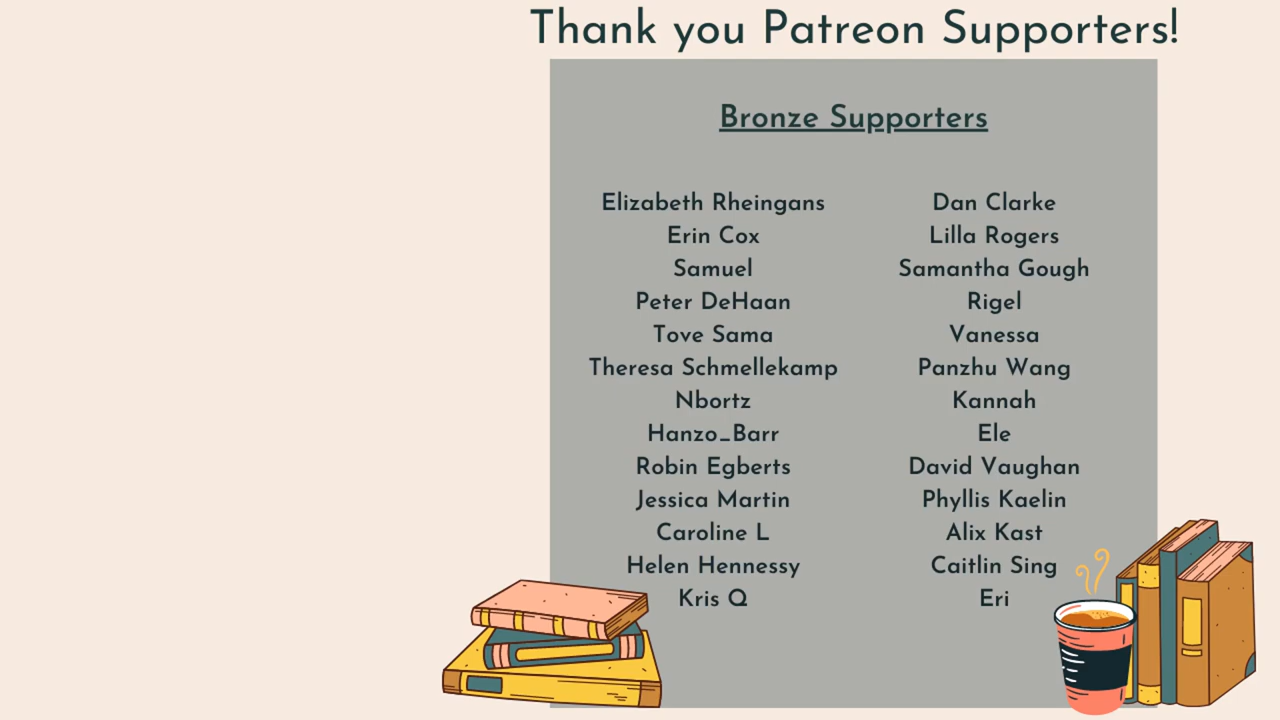 Thank you Patreon Supporters!
Bronze Supporters
Elizabeth Rheingans
Erin Cox
Samuel
Peter DeHaan
Tove Sama
Theresa Schmellekamp
Nbortz
Hanzo_Barr
Robin Egberts
Jessica Martin
Caroline L
Helen Hennessy
Kris Q
Dan Clarke
Lilla Rogers
Samantha Gough
Rigel
Vanessa
Panzhu Wang
Kannah
Ele
David Vaughan
Phyllis Kaelin
Alix Kast
Caitlin Sing
Eri